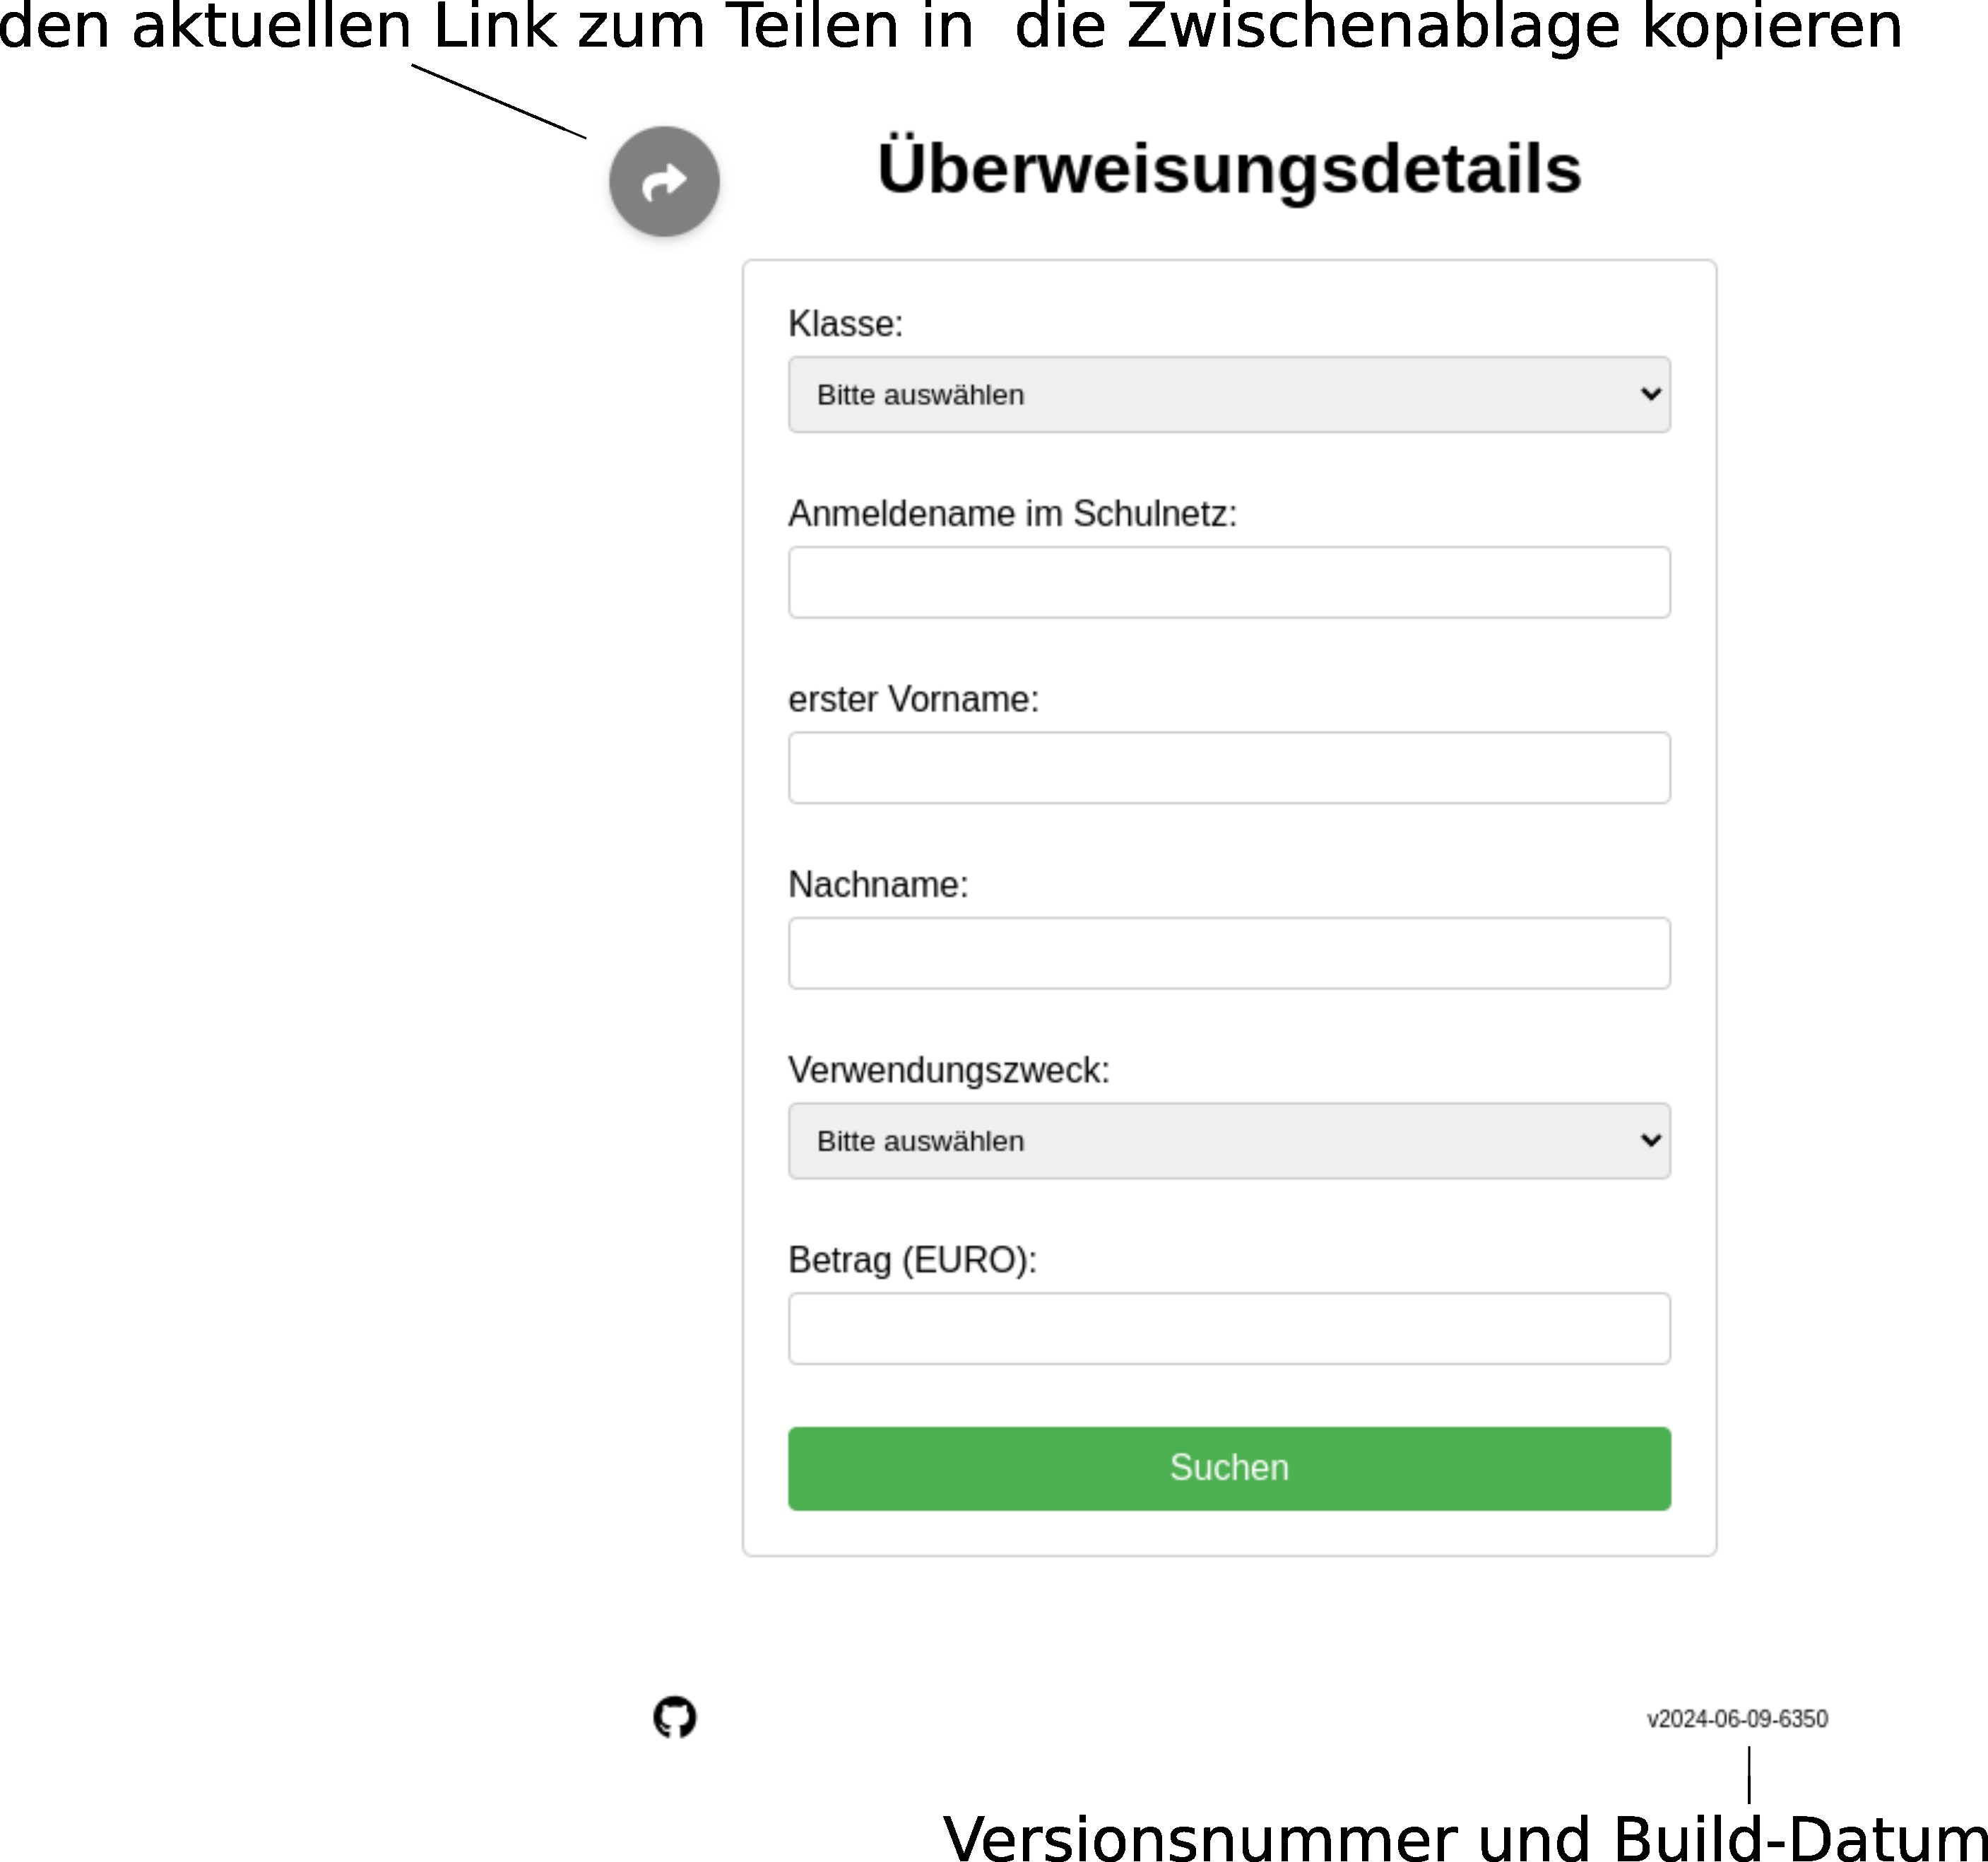 den aktuellen Link zum Teilen in die Zwischenablage kopieren
Überweisungsdetails
Klasse:
Bitte auswählen
Anmeldename im Schulnetz:
erster Vorname:
Nachname:
Verwendungszweck:
Bitte auswählen
Betrag (EURO):
Suchen
v2024-06-09-6350
Versionsnummer und Build-Datum